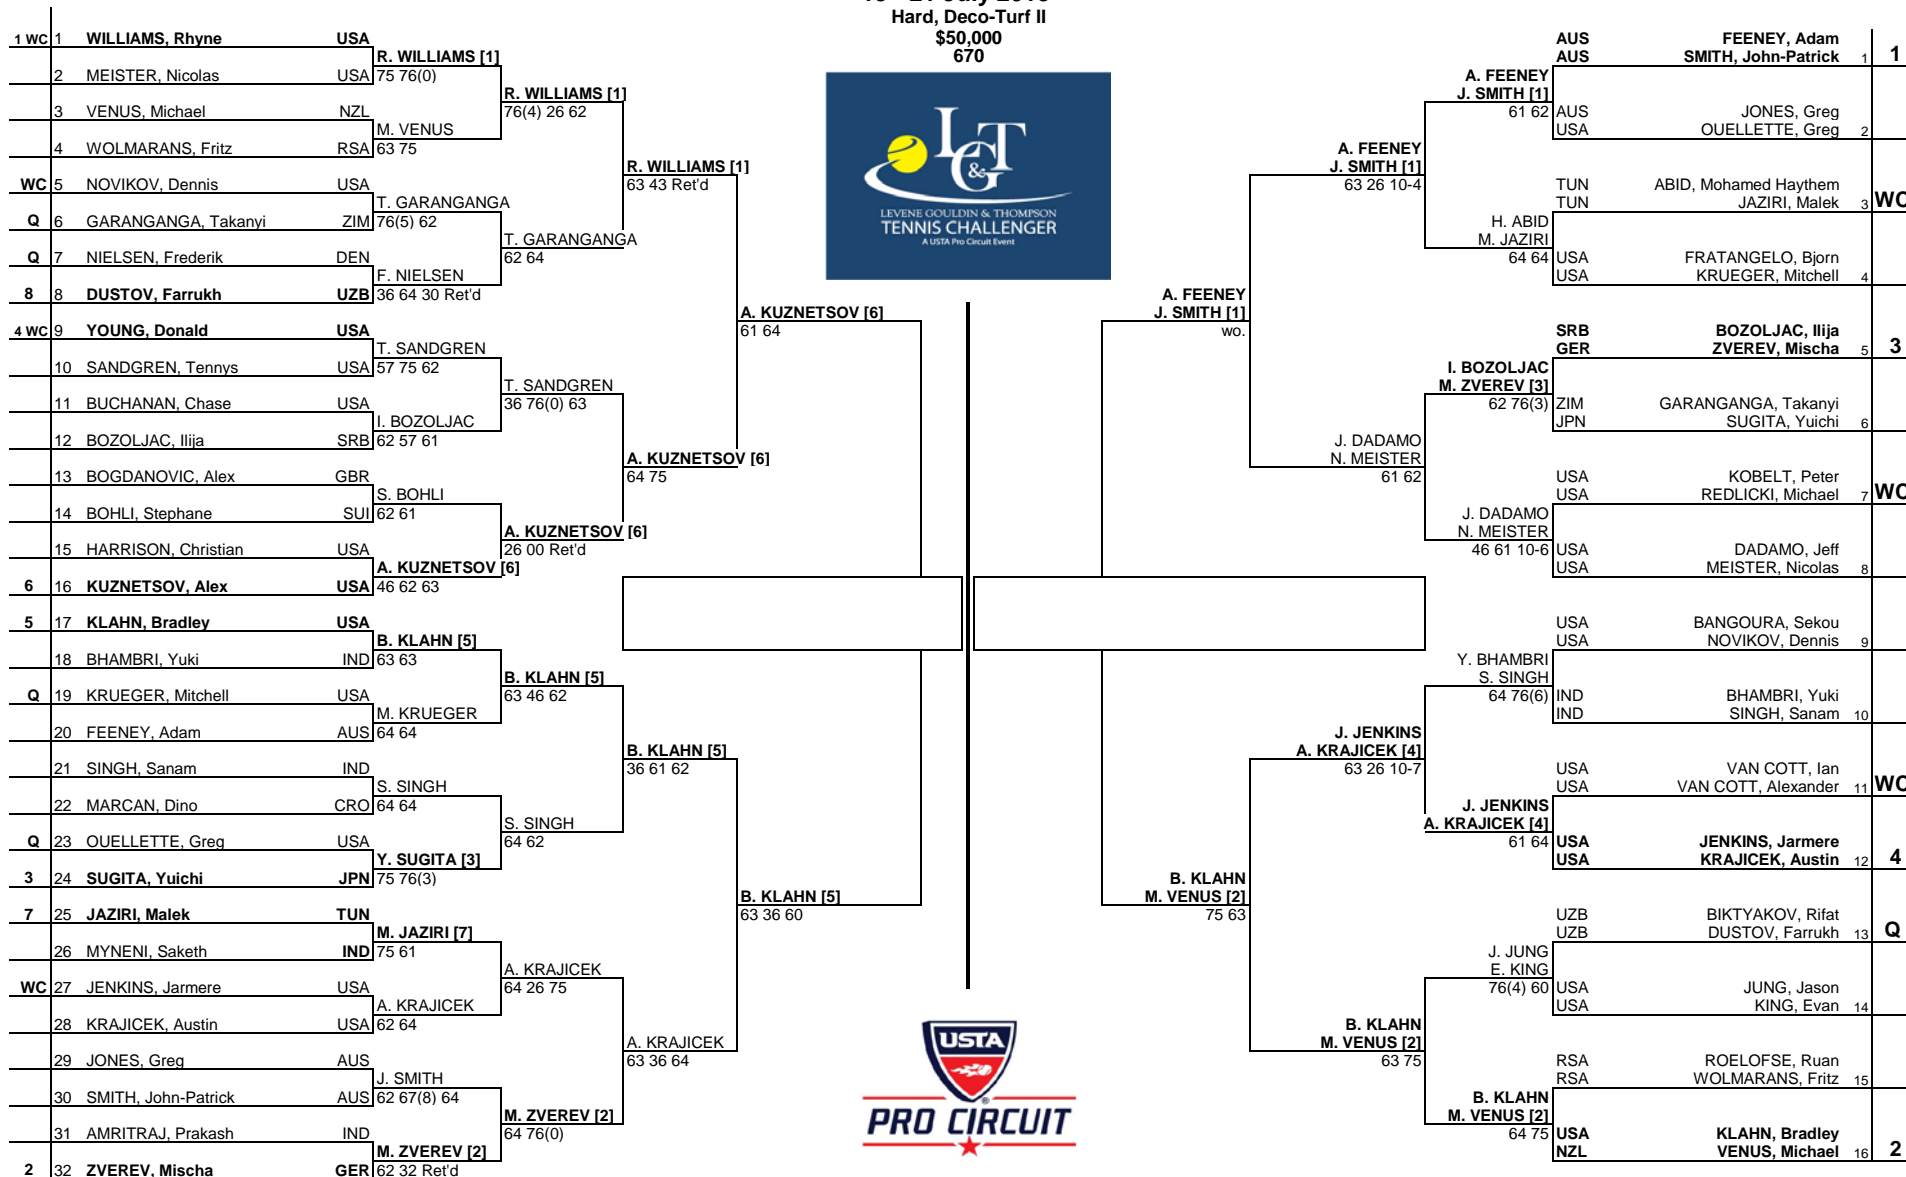 Hard, Deco-Turf II
$50,000
670
1 WC 1 WILLIAMS, Rhyne USA
R. WILLIAMS [1]
2 MEISTER, Nicolas USA 75 76(0)
R. WILLIAMS [1]
3 VENUS, Michael NZL 76(4) 26 62
M. VENUS
4 WOLMARANS, Fritz RSA 63 75
R. WILLIAMS [1]
WC 5 NOVIKOV, Dennis USA 63 43 Ret'd
T. GARANGANGA
Q 6 GARANGANGA, Takanyi ZIM 76(5) 62
T. GARANGANGA
Q 7 NIELSEN, Frederik DEN 62 64
F. NIELSEN
8 8 DUSTOV, Farrukh UZB 36 64 30 Ret'd
A. KUZNETSOV [6]
4 WC 9 YOUNG, Donald USA 61 64
T. SANDGREN
10 SANDGREN, Tennys USA 57 75 62
T. SANDGREN
11 BUCHANAN, Chase USA 36 76(0) 63
I. BOZOLJAC
12 BOZOLJAC, Ilija SRB 62 57 61
A. KUZNETSOV [6]
13 BOGDANOVIC, Alex GBR 64 75
S. BOHLI
14 BOHLI, Stephane SUI 62 61
A. KUZNETSOV [6]
15 HARRISON, Christian USA 26 00 Ret'd
A. KUZNETSOV [6]
6 16 KUZNETSOV, Alex USA 46 62 63
5 17 KLAHN, Bradley USA
B. KLAHN [5]
18 BHAMBRI, Yuki IND 63 63
B. KLAHN [5]
Q 19 KRUEGER, Mitchell USA 63 46 62
M. KRUEGER
20 FEENEY, Adam AUS 64 64
B. KLAHN [5]
21 SINGH, Sanam IND 36 61 62
S. SINGH
22 MARCAN, Dino CRO 64 64
S. SINGH
Q 23 OUELLETTE, Greg USA 64 62
Y. SUGITA [3]
3 24 SUGITA, Yuichi JPN 75 76(3)
B. KLAHN [5]
7 25 JAZIRI, Malek TUN 63 36 60
M. JAZIRI [7]
26 MYNENI, Saketh IND 75 61
A. KRAJICEK
WC 27 JENKINS, Jarmere USA 64 26 75
A. KRAJICEK
28 KRAJICEK, Austin USA 62 64
A. KRAJICEK
29 JONES, Greg AUS 63 36 64
J. SMITH
30 SMITH, John-Patrick AUS 62 67(8) 64
M. ZVEREV [2]
31 AMRITRAJ, Prakash IND 64 76(0)
M. ZVEREV [2]
2 32 ZVEREV, Mischa GER 62 32 Ret'd
LG&T
LEVENE GOULDIN & THOMPSON
TENNIS CHALLENGER
A USTA Pro Circuit Event
USTA
®
PRO CIRCUIT
AUS FEENEY, Adam
AUS SMITH, John-Patrick 1 1
A. FEENEY
J. SMITH [1]
61 62 AUS JONES, Greg
USA OUELLETTE, Greg 2
A. FEENEY
J. SMITH [1]
63 26 10-4
TUN ABID, Mohamed Haythem
TUN JAZIRI, Malek 3 WC
H. ABID
M. JAZIRI
64 64 USA FRATANGELO, Bjorn
USA KRUEGER, Mitchell 4
A. FEENEY
J. SMITH [1]
wo.
SRB BOZOLJAC, Ilija
GER ZVEREV, Mischa 5 3
I. BOZOLJAC
M. ZVEREV [3]
62 76(3) ZIM GARANGANGA, Takanyi
JPN SUGITA, Yuichi 6
J. DADAMO
N. MEISTER
61 62
USA KOBELT, Peter
USA REDLICKI, Michael 7 WC
J. DADAMO
N. MEISTER
46 61 10-6 USA DADAMO, Jeff
USA MEISTER, Nicolas 8
USA BANGOURA, Sekou
USA NOVIKOV, Dennis 9
Y. BHAMBRI
S. SINGH
64 76(6) IND BHAMBRI, Yuki
IND SINGH, Sanam 10
J. JENKINS
A. KRAJICEK [4]
63 26 10-7
USA VAN COTT, Ian
USA VAN COTT, Alexander 11 WC
J. JENKINS
A. KRAJICEK [4]
61 64 USA JENKINS, Jarmere
USA KRAJICEK, Austin 12 4
B. KLAHN
M. VENUS [2]
75 63
UZB BIKTYAKOV, Rifat
UZB DUSTOV, Farrukh 13 Q
J. JUNG
E. KING
76(4) 60 USA JUNG, Jason
USA KING, Evan 14
B. KLAHN
M. VENUS [2]
63 75
RSA ROELOFSE, Ruan
RSA WOLMARANS, Fritz 15
B. KLAHN
M. VENUS [2]
64 75 USA KLAHN, Bradley
NZL VENUS, Michael 16 2